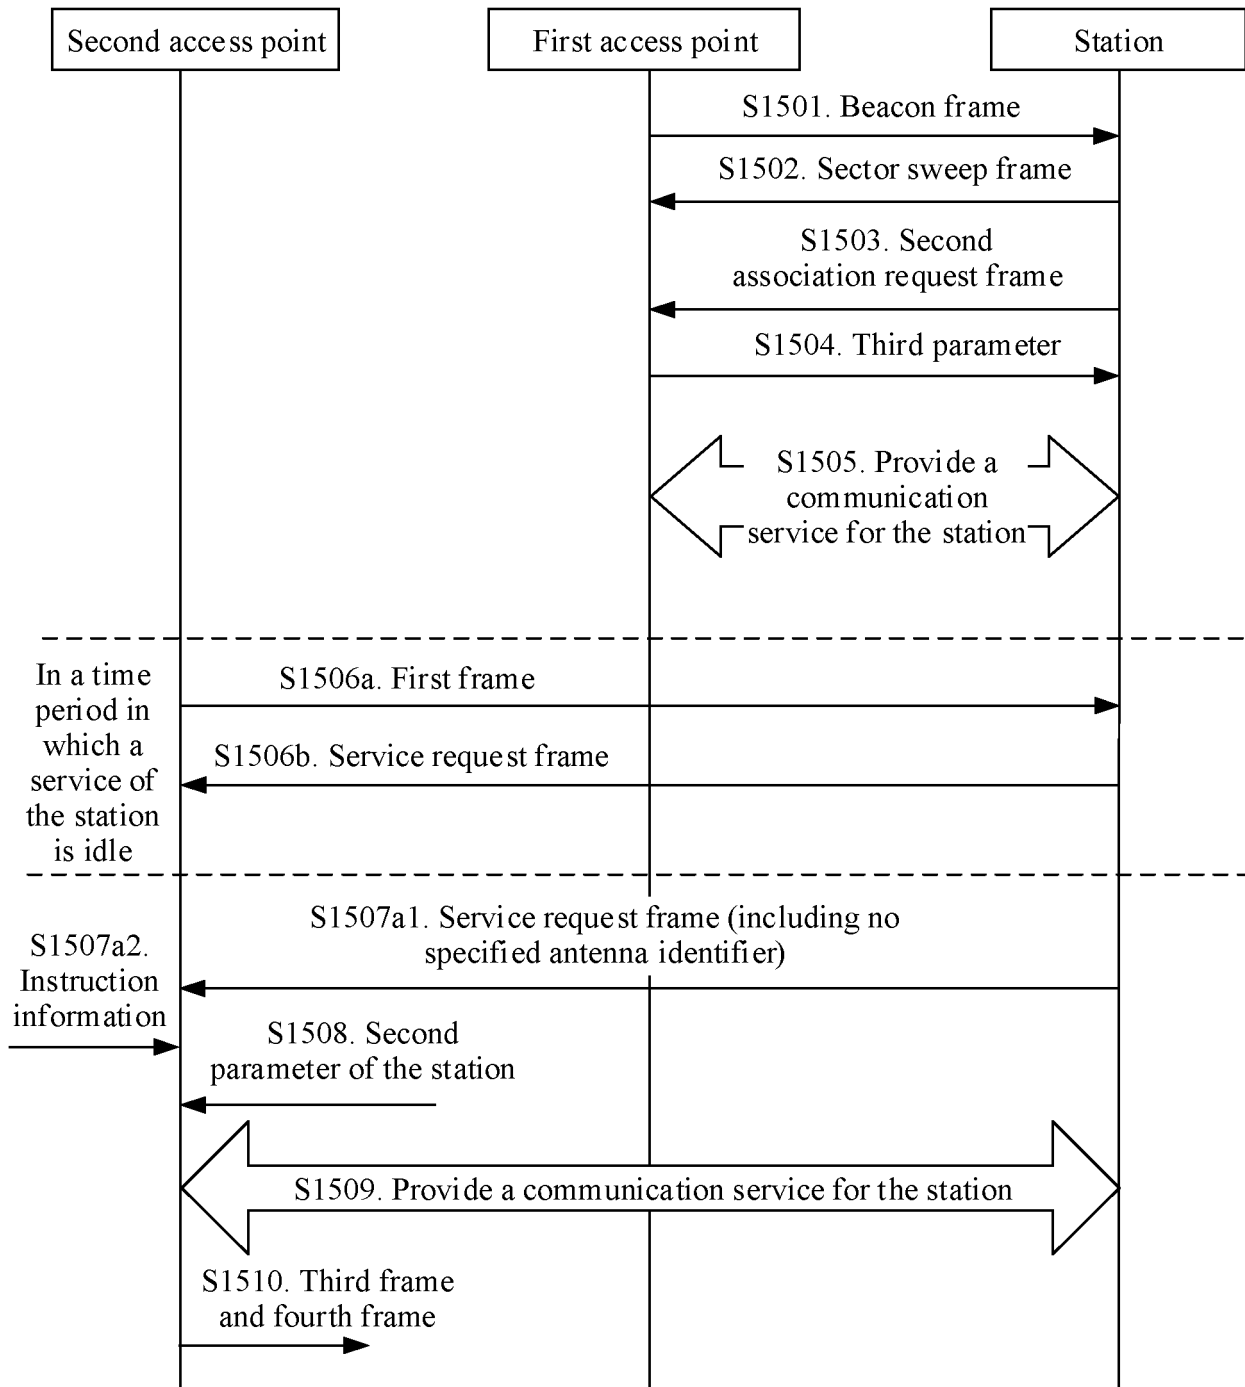 Second access point
First access point
Station
S1501. Beacon frame
S1502. Sector sweep frame
S1503. Second
association request frame
S1504. Third parameter
S1505. Provide a
communication
service for the station
In a time
period in
which a
service of
the station
is idle
S1506a. First frame
S1506b. Service request frame
S1507a1. Service request frame (including no
specified antenna identifier)
S1507a2.
Instruction
information
S1508. Second
parameter of the station
S1509. Provide a communication service for the station
S1510. Third frame
and fourth frame